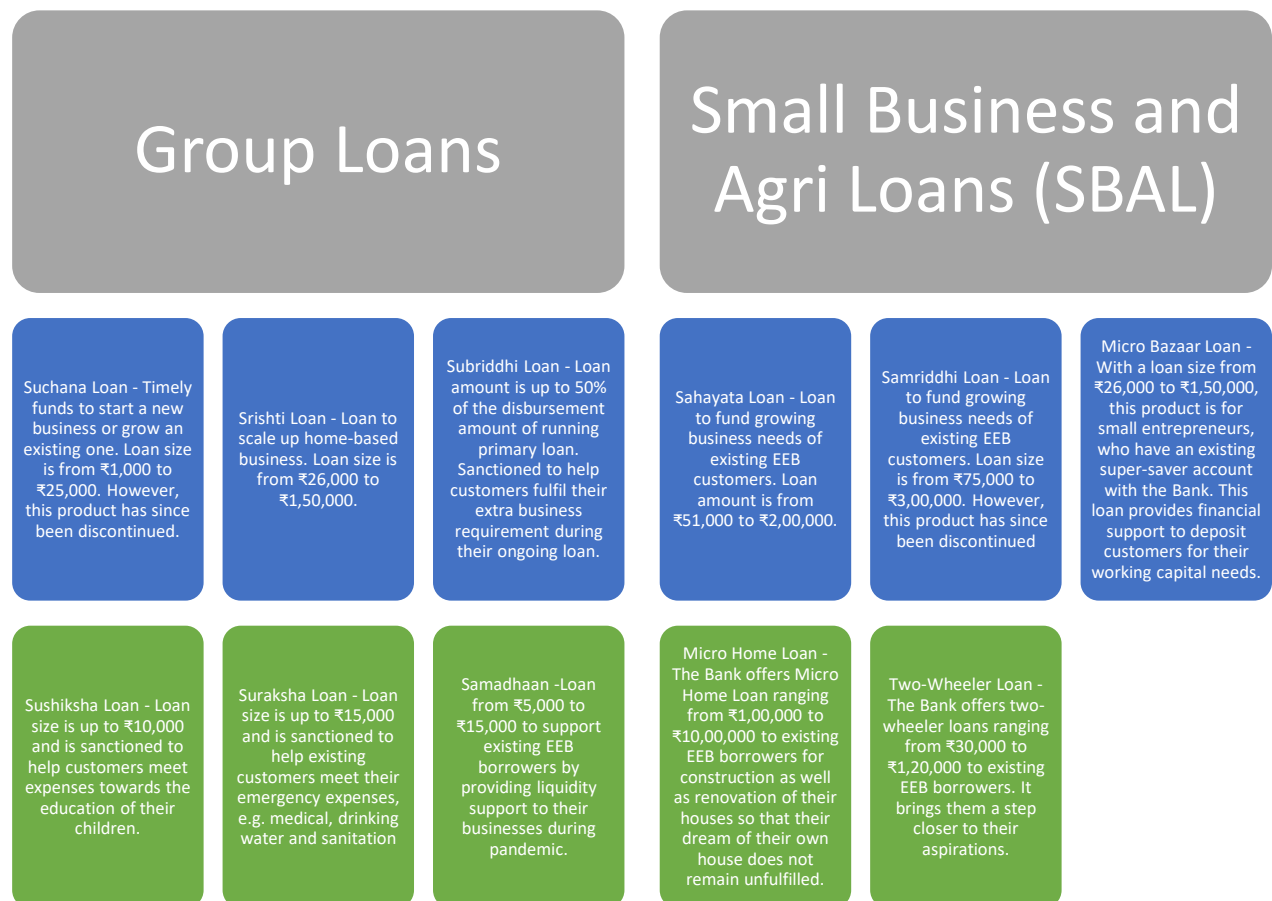 Group Loans
Small Business and
Agri Loans (SBAL)
Suchana Loan - Timely
funds to start a new
business or grow an
existing one. Loan size
is from ₹1,000 to
₹25,000. However,
this product has since
been discontinued.
Srishti Loan - Loan to
scale up home-based
business. Loan size is
from ₹26,000 to
₹1,50,000.
Subriddhi Loan - Loan
amount is up to 50%
of the disbursement
amount of running
primary loan.
Sanctioned to help
customers fulfil their
extra business
requirement during
their ongoing loan.
Sahayata Loan - Loan
to fund growing
business needs of
existing EEB
customers. Loan
amount is from
₹51,000 to ₹2,00,000.
Samriddhi Loan - Loan
to fund growing
business needs of
existing EEB
customers. Loan size
is from ₹75,000 to
₹3,00,000. However,
this product has since
been discontinued
Micro Bazaar Loan -
With a loan size from
₹26,000 to ₹1,50,000,
this product is for
small entrepreneurs,
who have an existing
super-saver account
with the Bank. This
loan provides financial
support to deposit
customers for their
working capital needs.
Sushiksha Loan - Loan
size is up to ₹10,000
and is sanctioned to
help customers meet
expenses towards the
education of their
children.
Suraksha Loan - Loan
size is up to ₹15,000
and is sanctioned to
help existing
customers meet their
emergency expenses,
e.g. medical, drinking
water and sanitation
Samadhaan -Loan
from ₹5,000 to
₹15,000 to support
existing EEB
borrowers by
providing liquidity
support to their
businesses during
pandemic.
Micro Home Loan -
The Bank offers Micro
Home Loan ranging
from ₹1,00,000 to
₹10,00,000 to existing
EEB borrowers for
construction as well
as renovation of their
houses so that their
dream of their own
house does not
remain unfulfilled.
Two-Wheeler Loan -
The Bank offers two-
wheeler loans ranging
from ₹30,000 to
₹1,20,000 to existing
EEB borrowers. It
brings them a step
closer to their
aspirations.